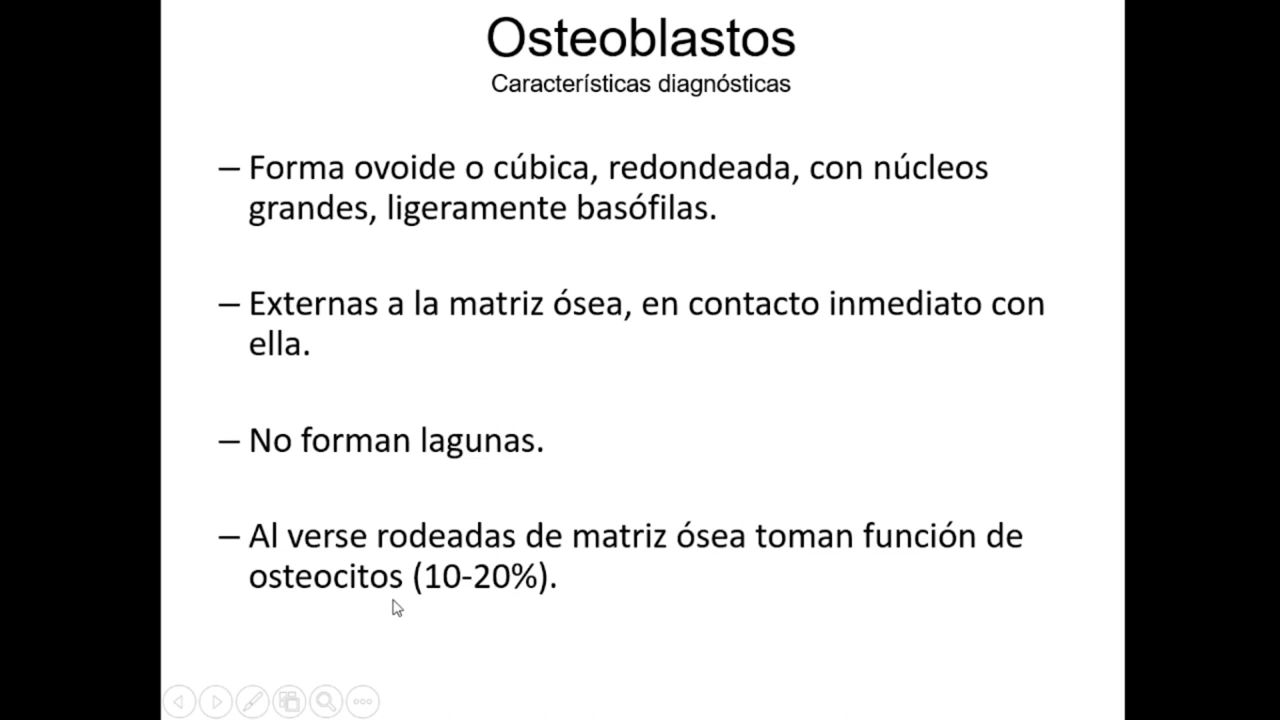 Osteoblastos
Características diagnósticas
– Forma ovoide o cúbica, redondeada, con núcleos
grandes, ligeramente basófilas.
– Externas a la matriz ósea, en contacto inmediato con
ella.
– No forman lagunas.
– Al verse rodeadas de matriz ósea toman función de
osteocitos (10-20%).